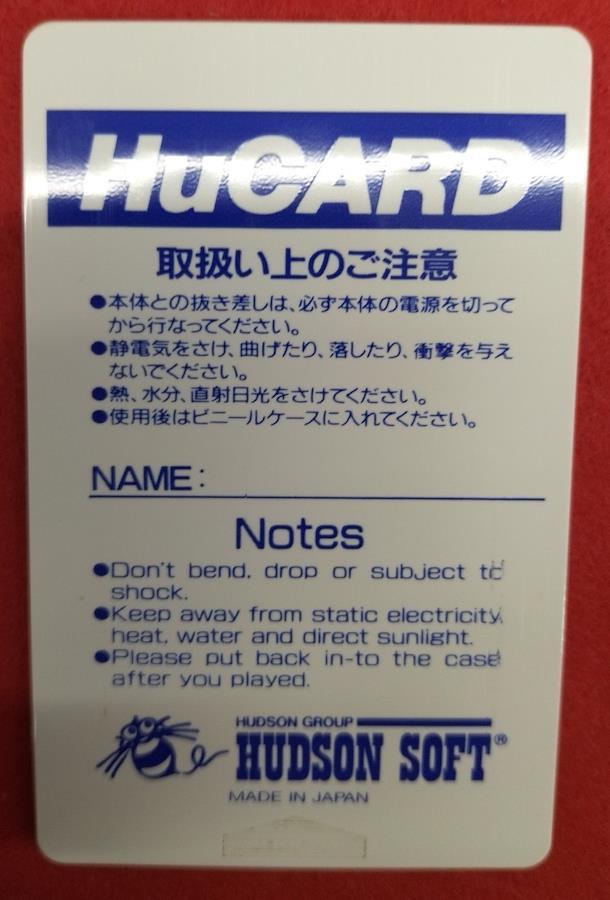 HuCARD
取扱い上のご注意
●本体との抜き差しは、必ず本体の電源を切って
から行なってください。
●静電気をさけ、曲げたり、落したり、衝撃を与え
ないでください。
●熱、水分、直射日光をさけてください。
●使用後はビニールケースに入れてください。
NAME:
Notes
●Don't bend. drop or subject to
shock.
●Keep away from static electricity,
heat, water and direct sunlight.
●Please put back in-to the case
after you played.
HUDSON GROUP
HUDSON SOFT®
MADE IN JAPAN